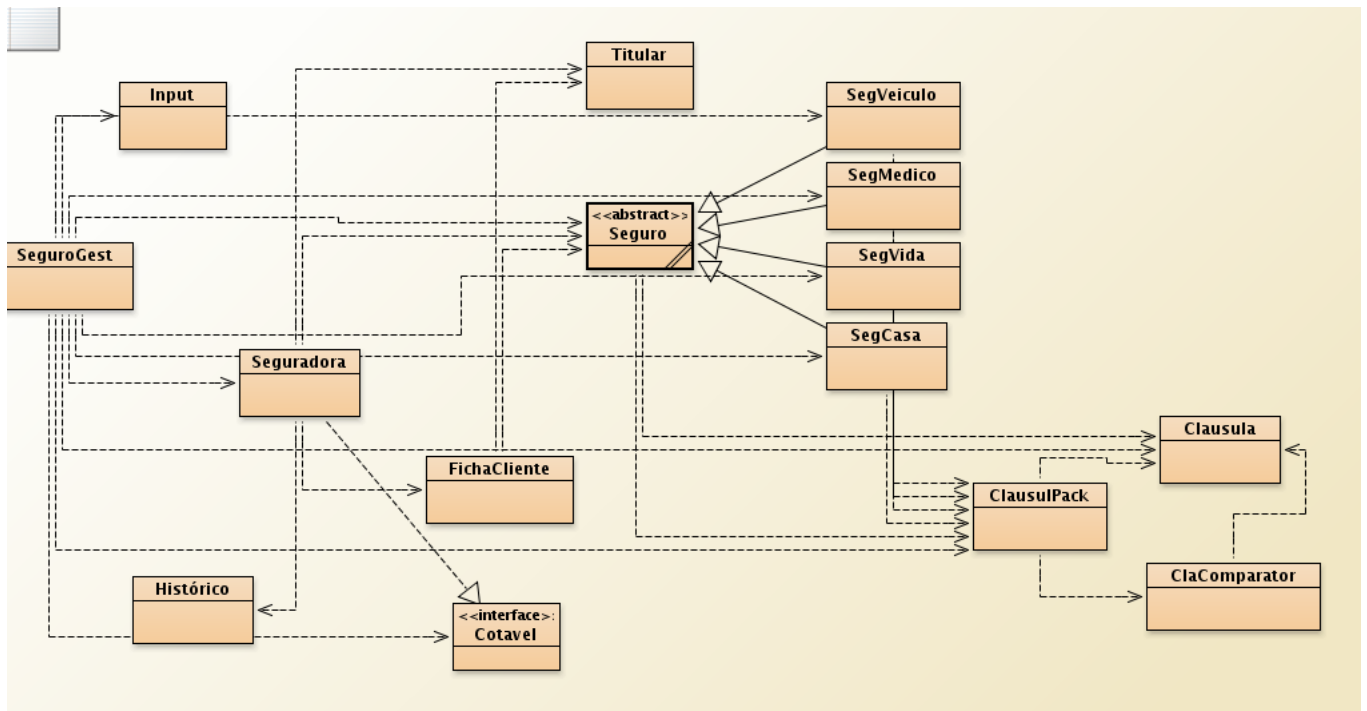 Titular
Input
SegVeiculo
SegMedico
<<abstract>>
Seguro
SeguroGest
SegVida
SegCasa
Seguradora
Clausula
FichaCliente
ClausulPack
ClaComparator
Histórico
<<interface>:
Cotavel